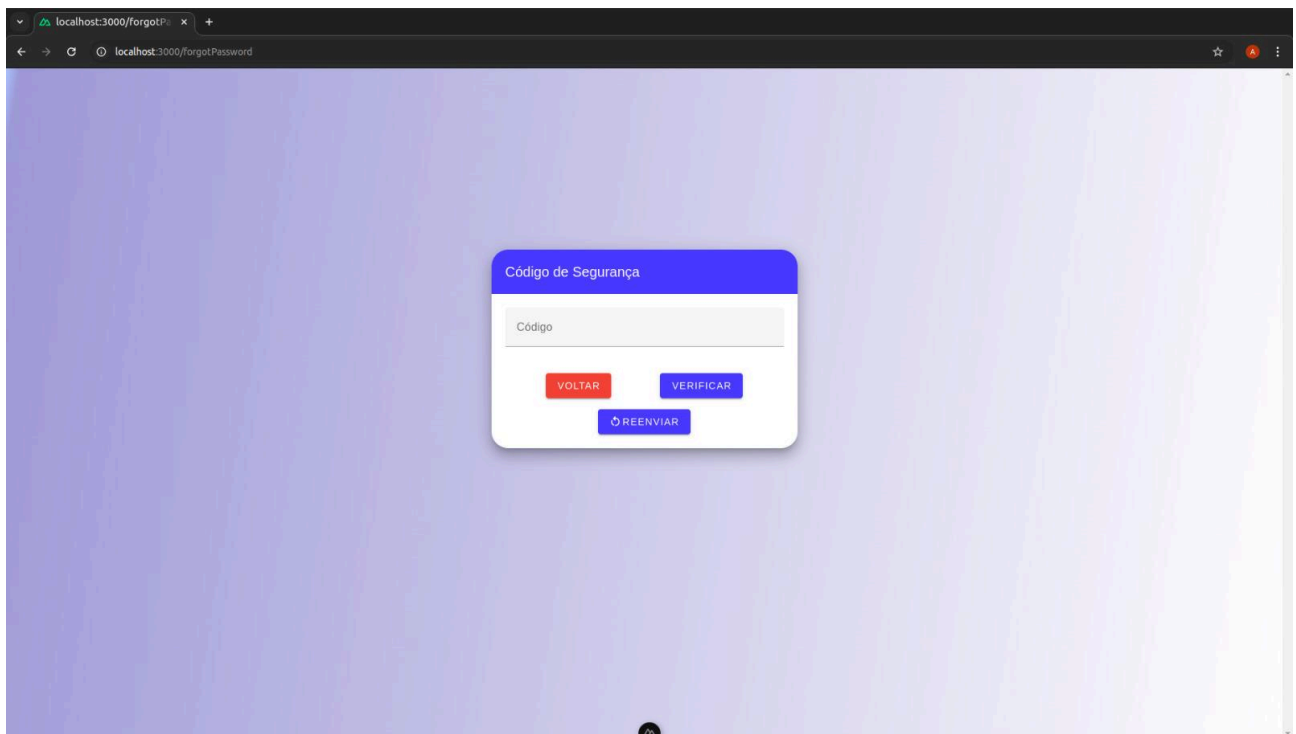 localhost:3000/forgotPa
localhost:3000/forgotPassword
A
Código de Segurança
Código
VOLTAR
VERIFICAR
REENVIAR